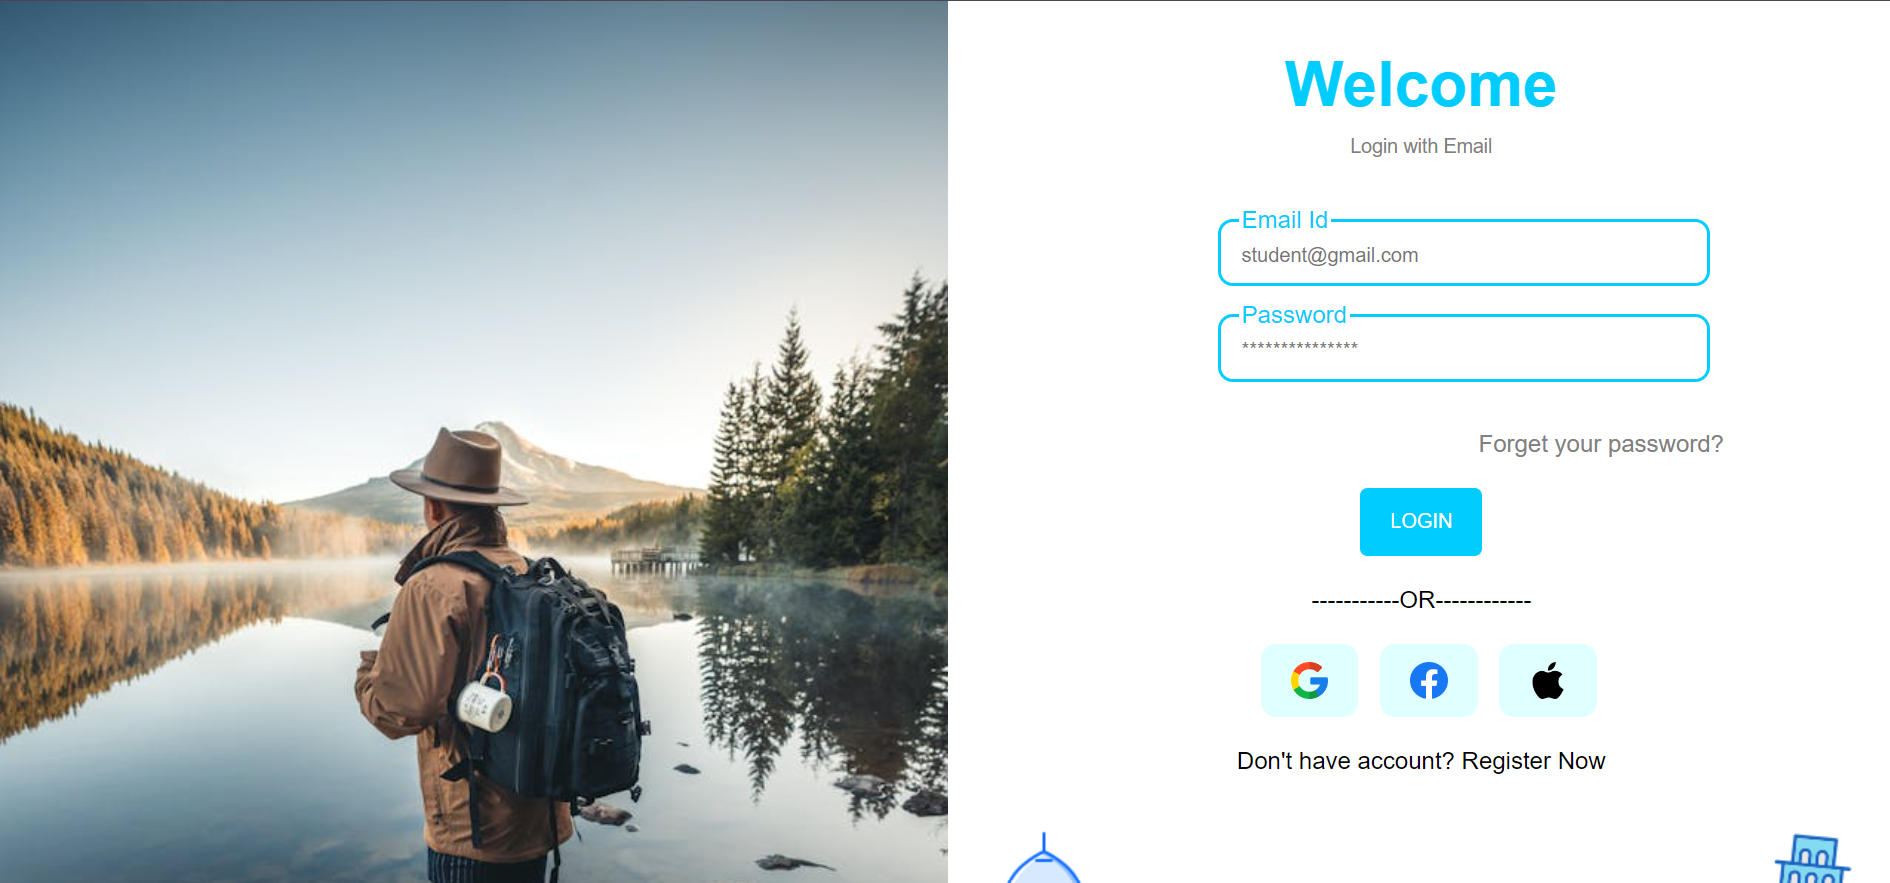 Welcome
Login with Email
Email Id
student@gmail.com
Password
***************
Forget your password?
LOGIN
-----------OR------------
Don't have account? Register Now